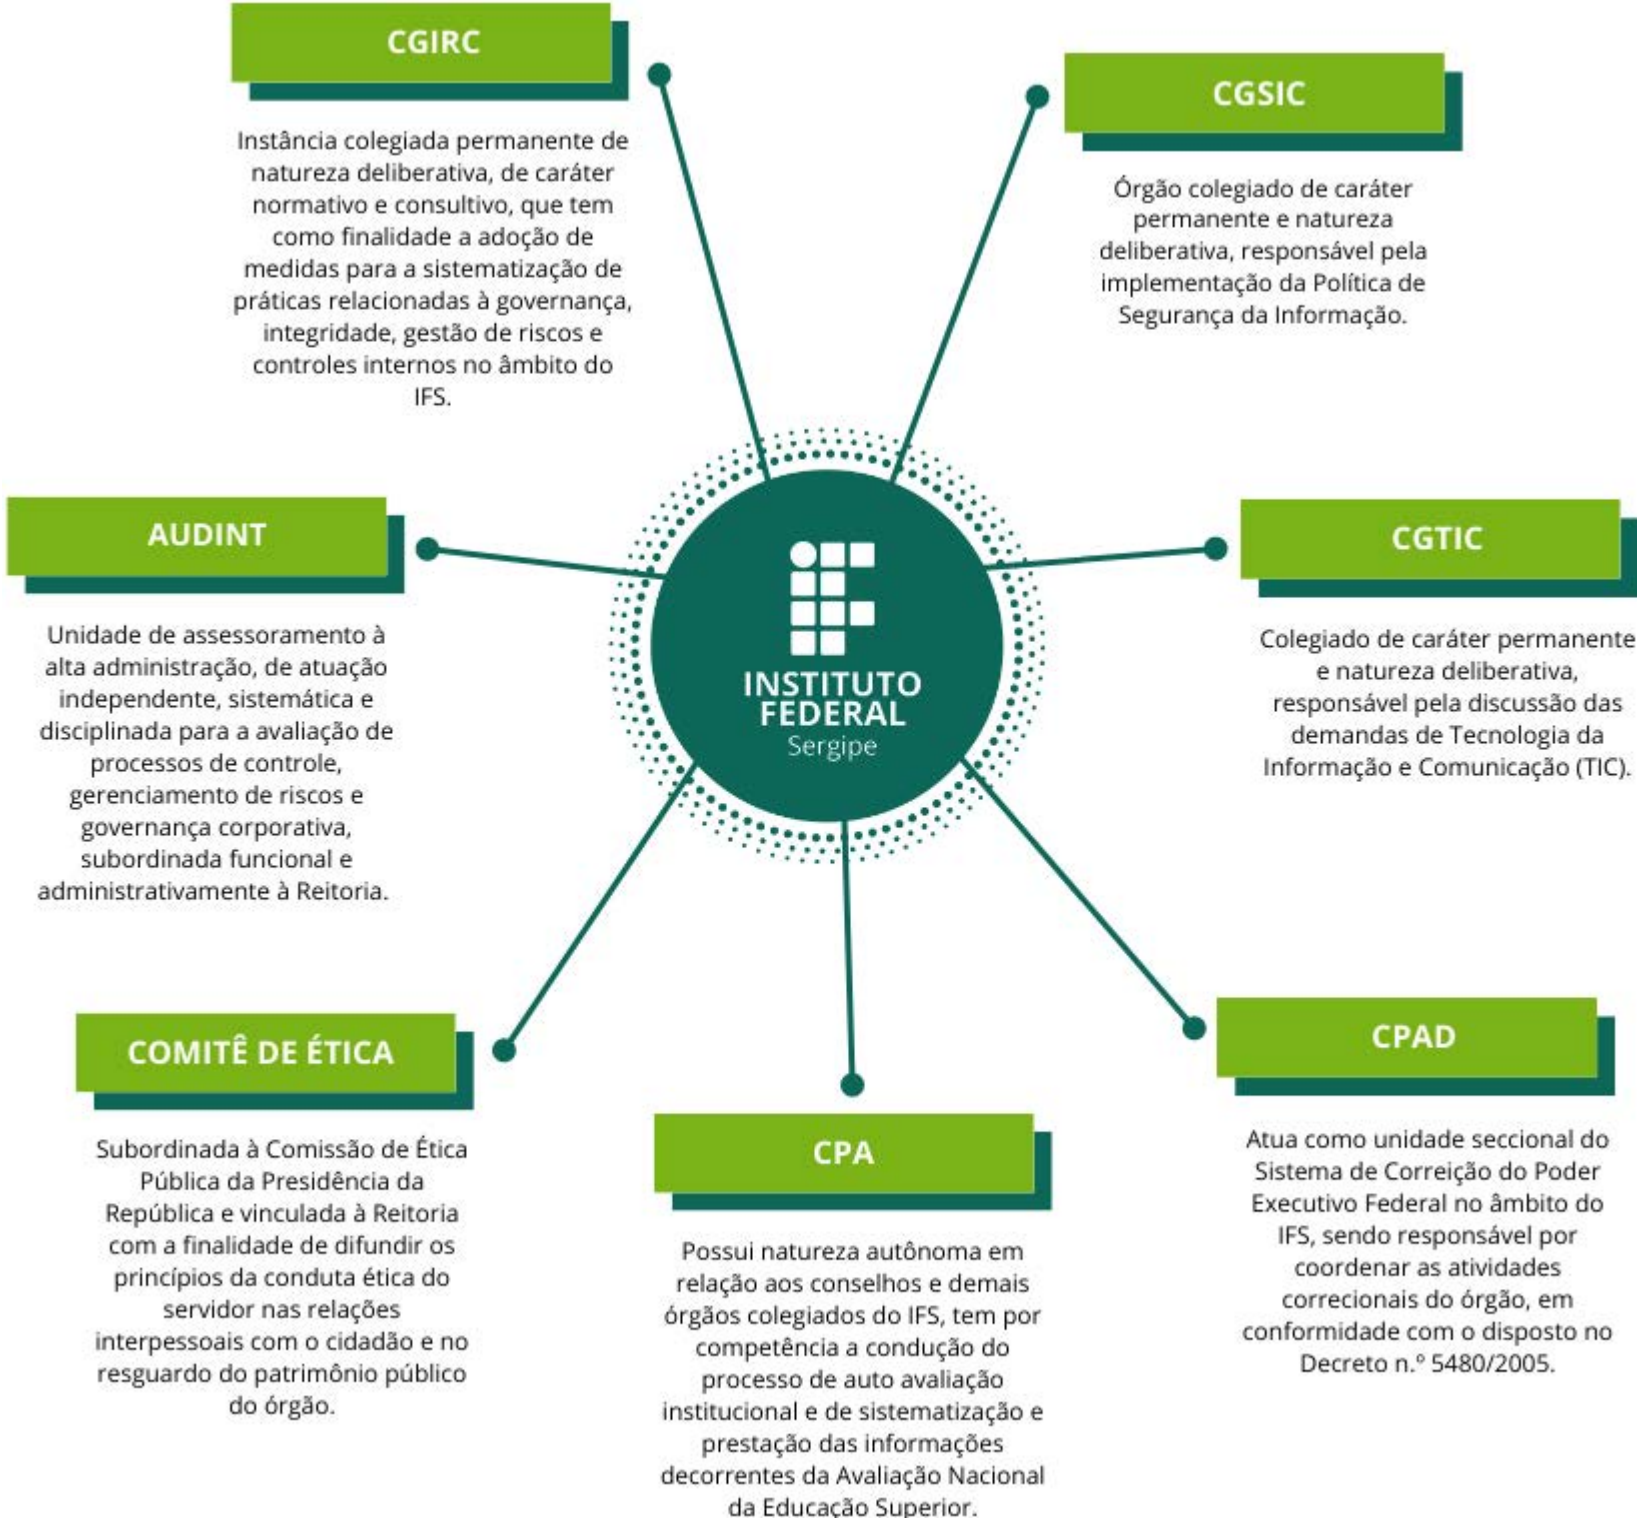 CGIRC
Instância colegiada permanente de
natureza deliberativa, de caráter
normativo e consultivo, que tem
como finalidade a adoção de
medidas para a sistematização de
práticas relacionadas à governança,
integridade, gestão de riscos e
controles internos no âmbito do
IFS.
CGSIC
Órgão colegiado de caráter
permanente e natureza
deliberativa, responsável pela
implementação da Política de
Segurança da Informação.
AUDINT
Unidade de assessoramento à
alta administração, de atuação
independente, sistemática e
disciplinada para a avaliação de
processos de controle,
gerenciamento de riscos e
governança corporativa,
subordinada funcional e
administrativamente à Reitoria.
INSTITUTO
FEDERAL
Sergipe
CGTIC
Colegiado de caráter permanente
e natureza deliberativa,
responsável pela discussão das
demandas de Tecnologia da
Informação e Comunicação (TIC).
COMITÊ DE ÉTICA
Subordinada à Comissão de Ética
Pública da Presidência da
República e vinculada à Reitoria
com a finalidade de difundir os
princípios da conduta ética do
servidor nas relações
interpessoais com o cidadão e no
resguardo do patrimônio público
do órgão.
CPA
Possui natureza autônoma em
relação aos conselhos e demais
órgãos colegiados do IFS, tem por
competência a condução do
processo de auto avaliação
institucional e de sistematização e
prestação das informações
decorrentes da Avaliação Nacional
da Educação Superior.
CPAD
Atua como unidade seccional do
Sistema de Correição do Poder
Executivo Federal no âmbito do
IFS, sendo responsável por
coordenar as atividades
correcionais do órgão, em
conformidade com o disposto no
Decreto n.º 5480/2005.